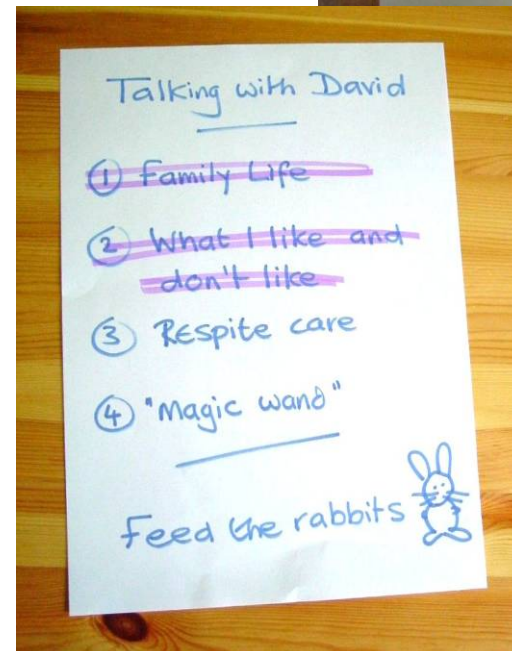 Talking with David
① Family Life
② What I like and
don't like
③ Respite care
④ "Magic wand"
Feed the rabbits